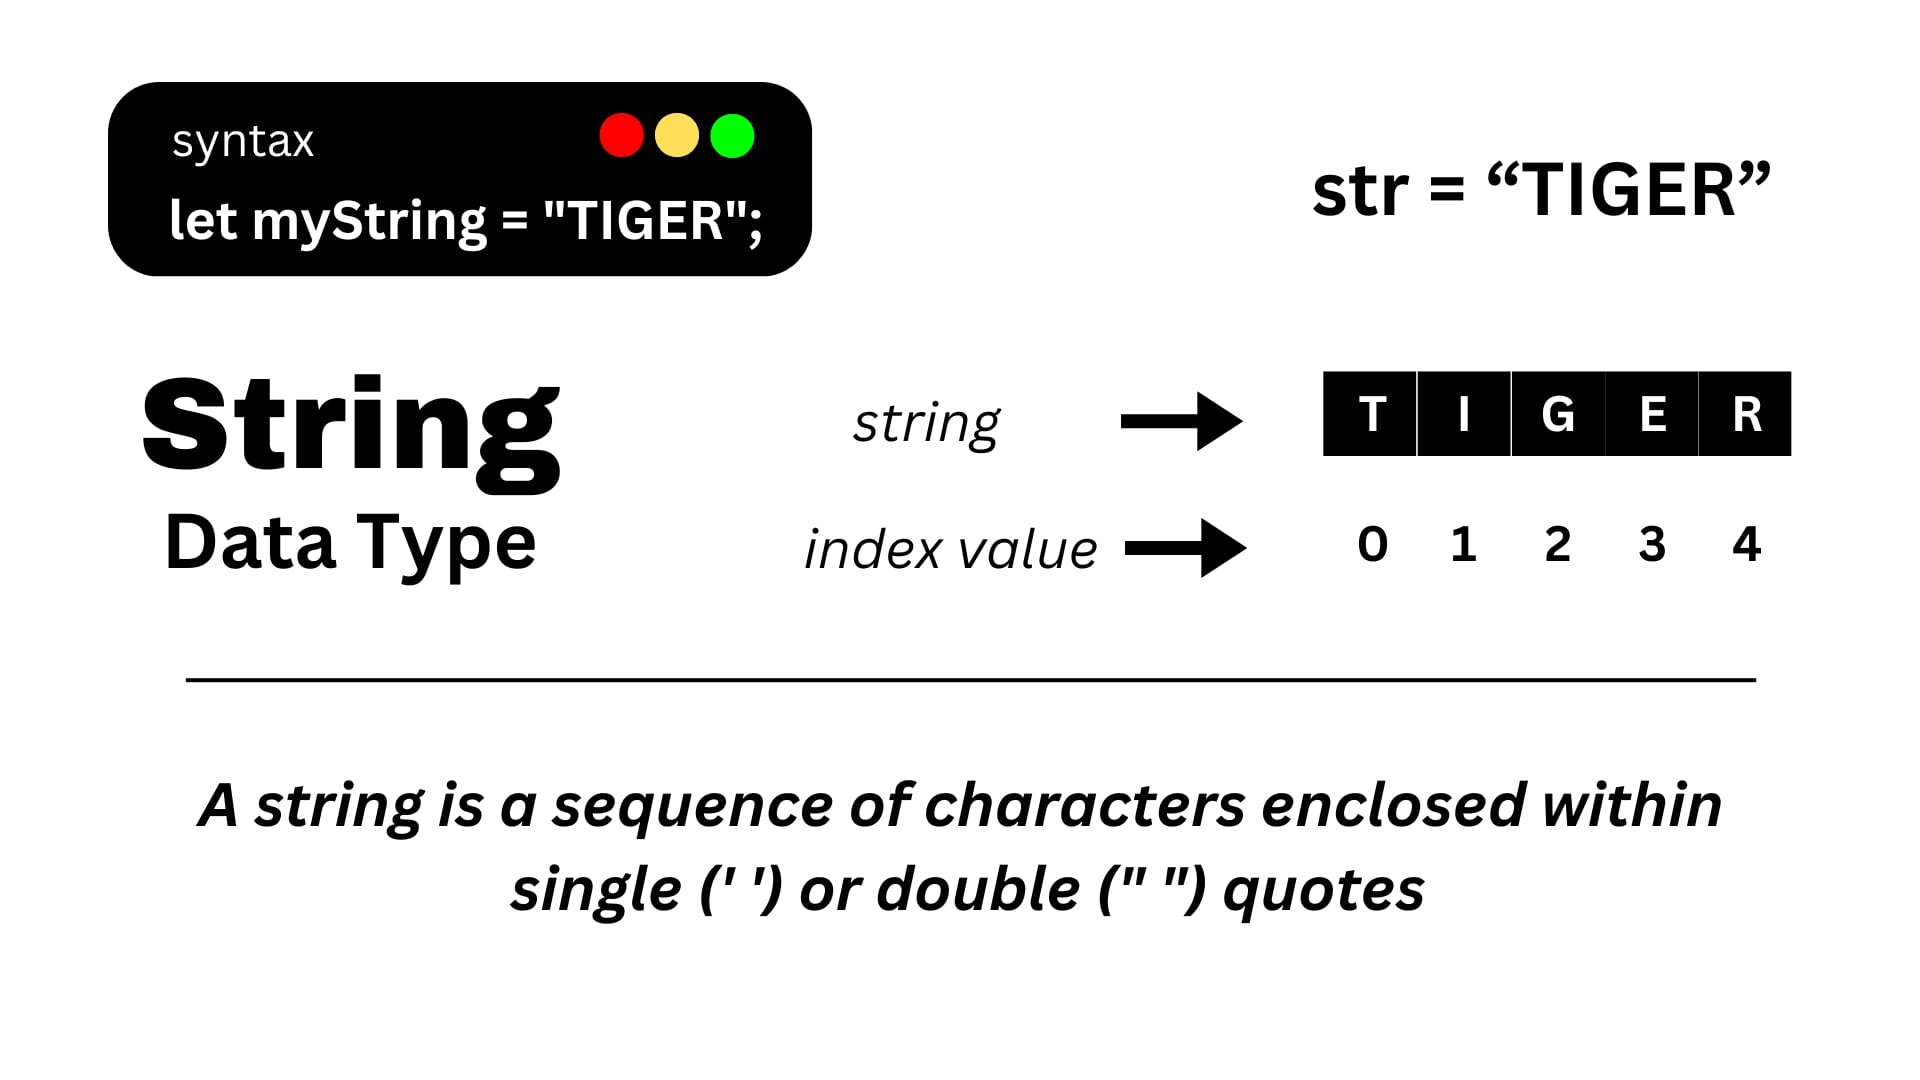 syntax
let myString = "TIGER";
str = “TIGER”
String
Data Type
string
T I G E R
index value
0 1 2 3 4
A string is a sequence of characters enclosed within
single (' ') or double (" ") quotes